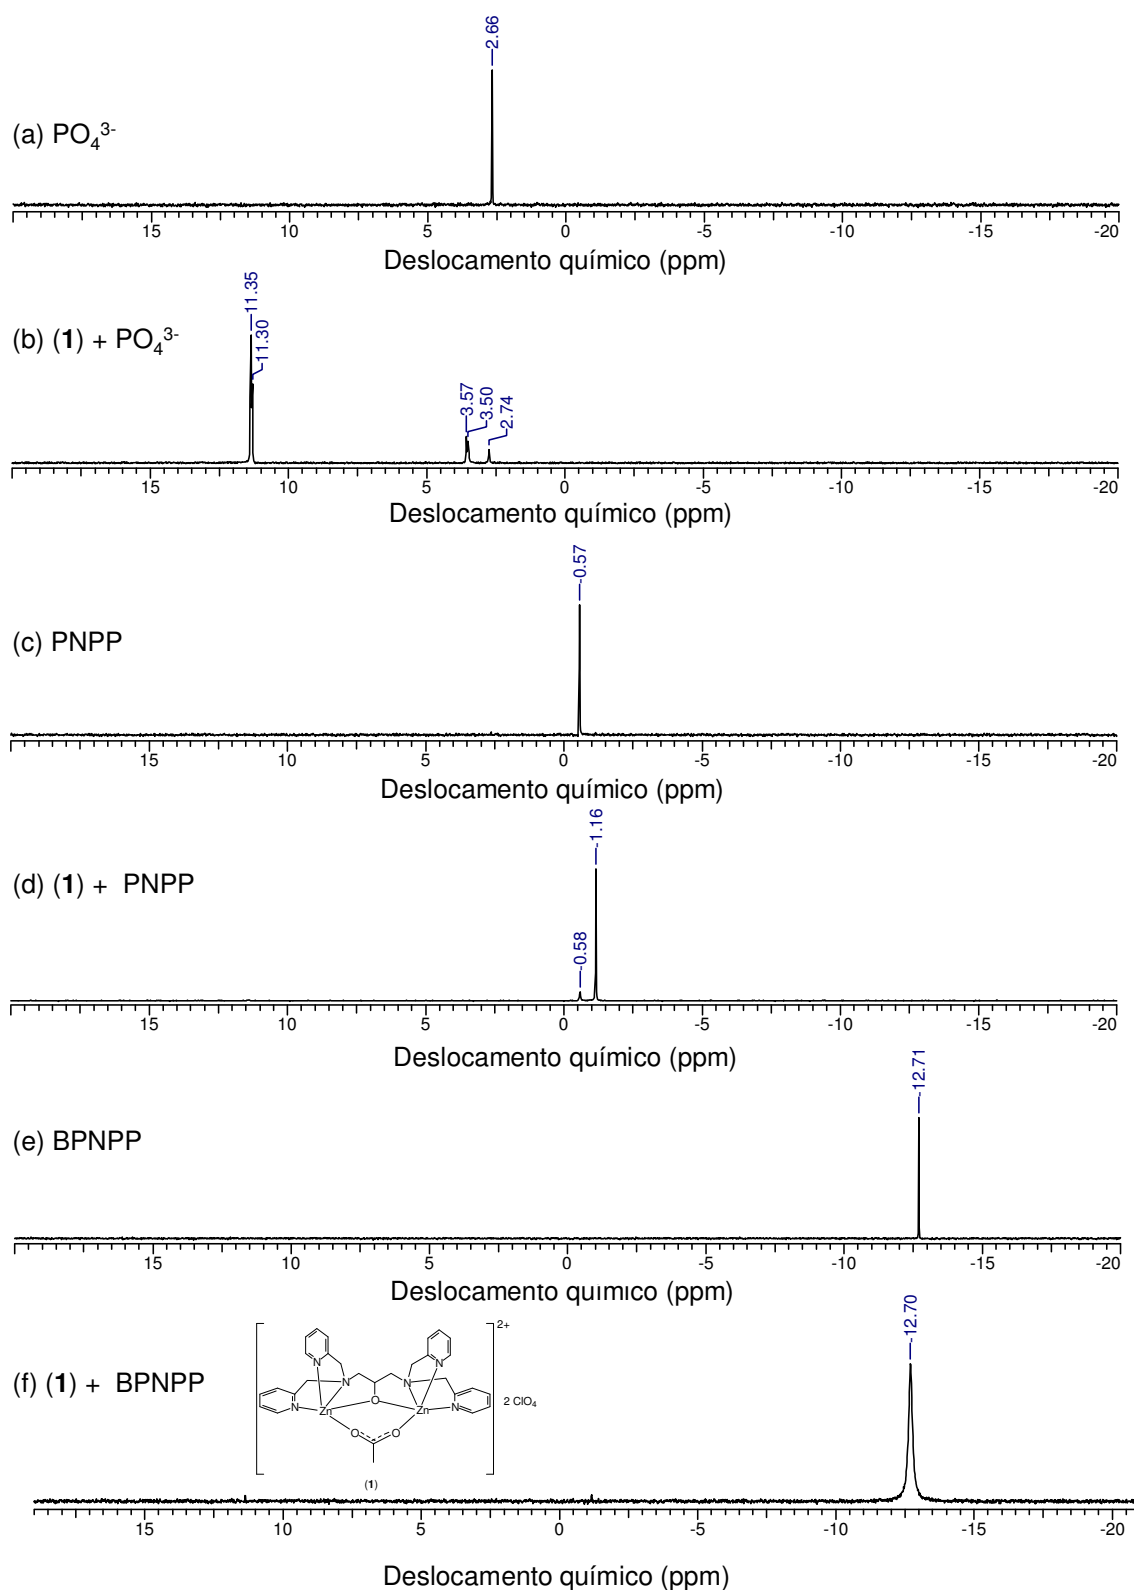 2.66
(a) PO₄³⁻
15 10 5 0 -5 -10 -15 -20
Deslocamento químico (ppm)
11.35
11.30
(b) (1) + PO₄³⁻
3.57
3.50
2.74
15 10 5 0 -5 -10 -15 -20
Deslocamento químico (ppm)
-0.57
(c) PNPP
15 10 5 0 -5 -10 -15 -20
Deslocamento químico (ppm)
-1.16
(d) (1) + PNPP
-0.58
15 10 5 0 -5 -10 -15 -20
Deslocamento químico (ppm)
-12.71
(e) BPNPP
15 10 5 0 -5 -10 -15 -20
Deslocamento químico (ppm)
-12.70
2+
(f) (1) + BPNPP
N N
N N
N Zn O Zn N
2 ClO₄
O O
(1)
15 10 5 0 -5 -10 -15 -20
Deslocamento químico (ppm)